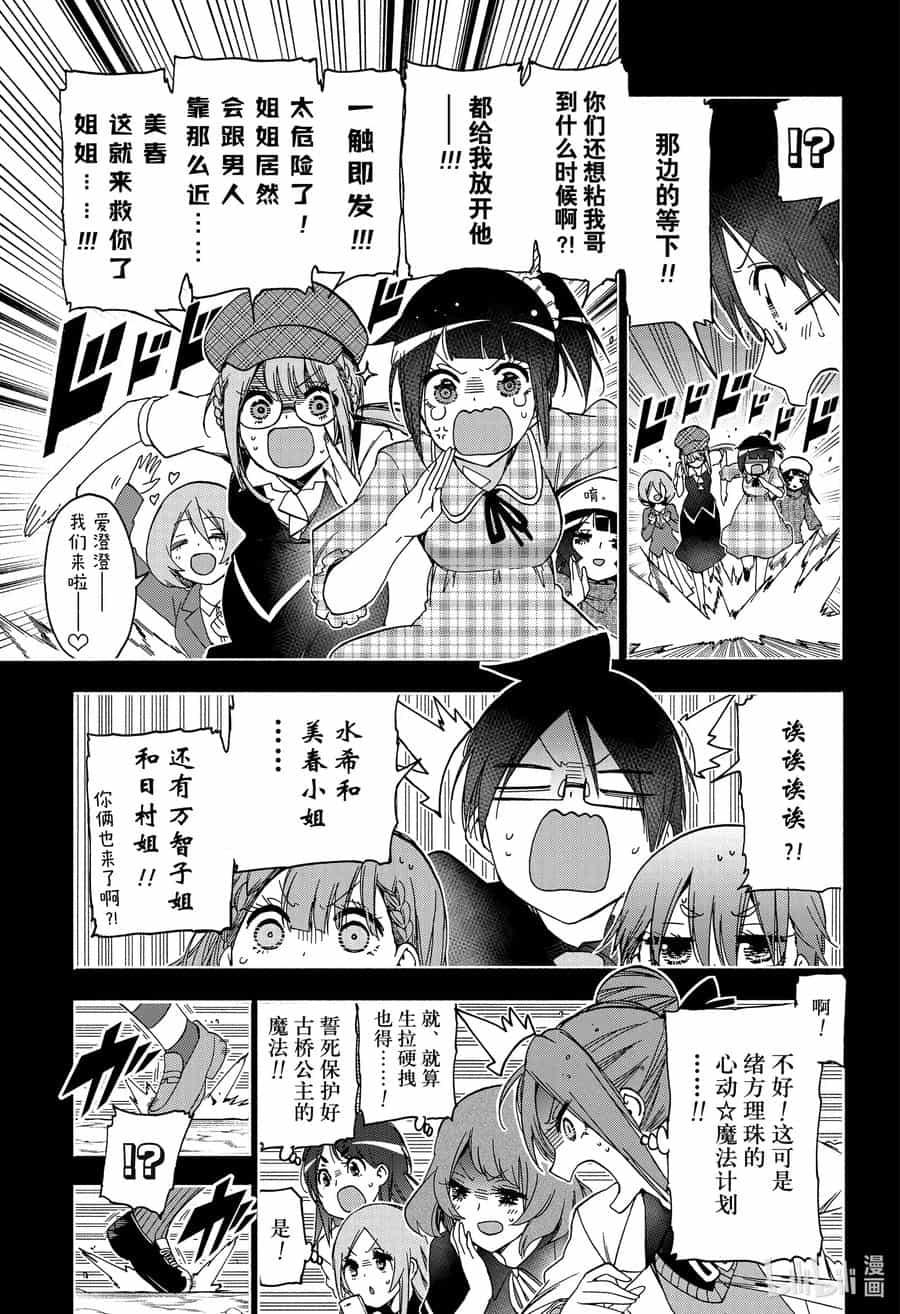 !?
那边的等下!!
你们还想粘我哥
到什么时候啊?!
都给我放开他
——!!!
一触即发!!!
太危险了!
姐姐居然
会跟男人
靠那么近……
美春
这就来救你了
姐姐……!!!
ドドドド
ドドドド
唷。
爱澄澄——
我们来啦——♡
诶诶诶诶?!
水希和
美春小姐
……
还有万智子姐
和日村姐!!
你俩也来了啊?!
啊!
不好!这可是
绪方理珠的
心动☆魔法计划
……!!
就、就算
生拉硬拽
也得……!
誓死保护好
古桥公主的
魔法!!
是!
ガッ
!?
ガッ
bilibili
漫画